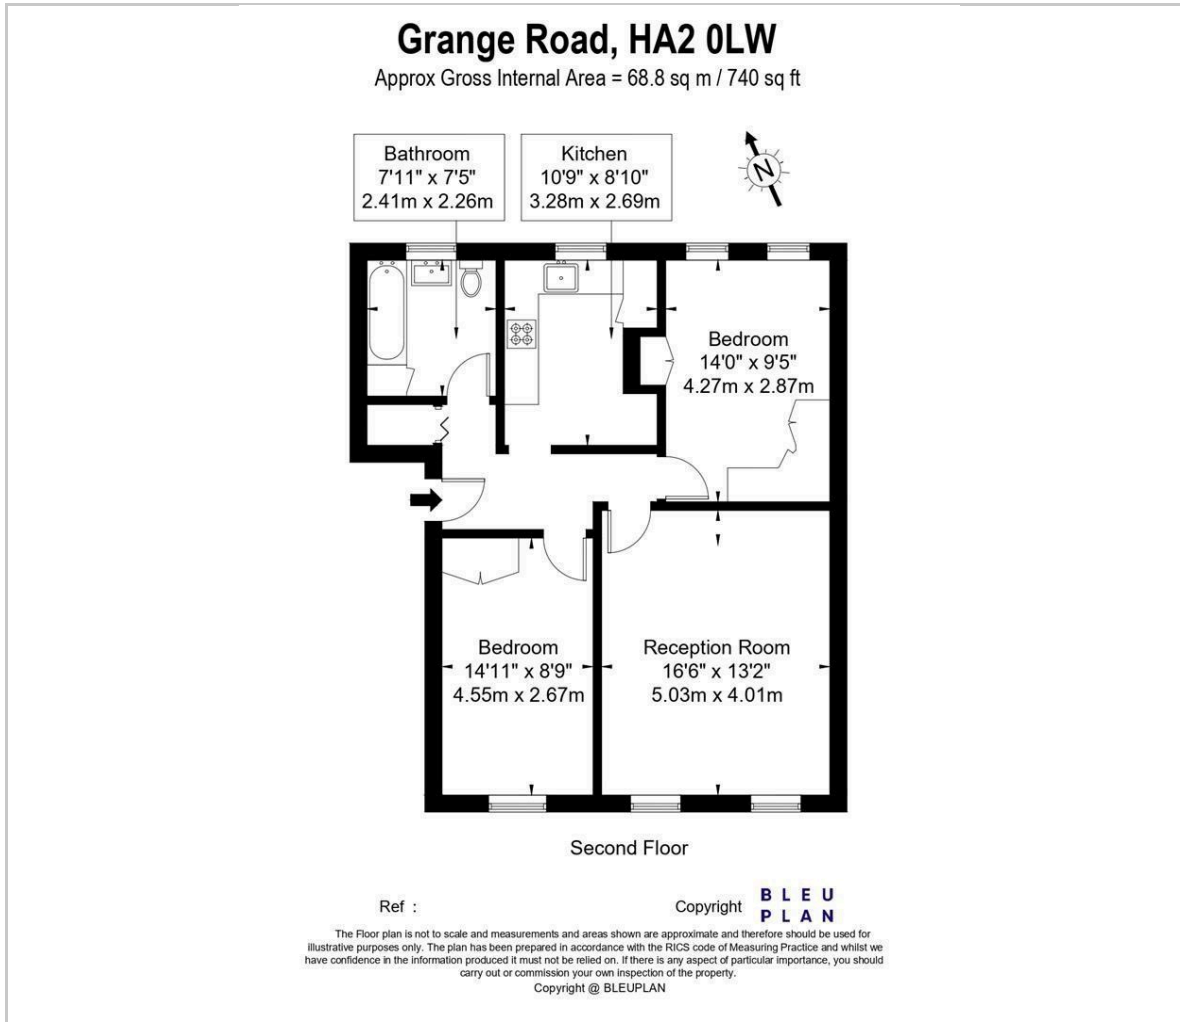 Grange Road, HA2 0LW
Approx Gross Internal Area = 68.8 sq m / 740 sq ft
Bathroom
7'11" x 7'5"
2.41m x 2.26m
Kitchen
10'9" x 8'10"
3.28m x 2.69m
N
Bedroom
14'0" x 9'5"
4.27m x 2.87m
Bedroom
14'11" x 8'9"
4.55m x 2.67m
Reception Room
16'6" x 13'2"
5.03m x 4.01m
Second Floor
Ref :
Copyright
BLEU
PLAN
The Floor plan is not to scale and measurements and areas shown are approximate and therefore should be used for
illustrative purposes only. The plan has been prepared in accordance with the RICS code of Measuring Practice and whilst we
have confidence in the information produced it must not be relied on. If there is any aspect of particular importance, you should
carry out or commission your own inspection of the property.
Copyright @ BLEUPLAN